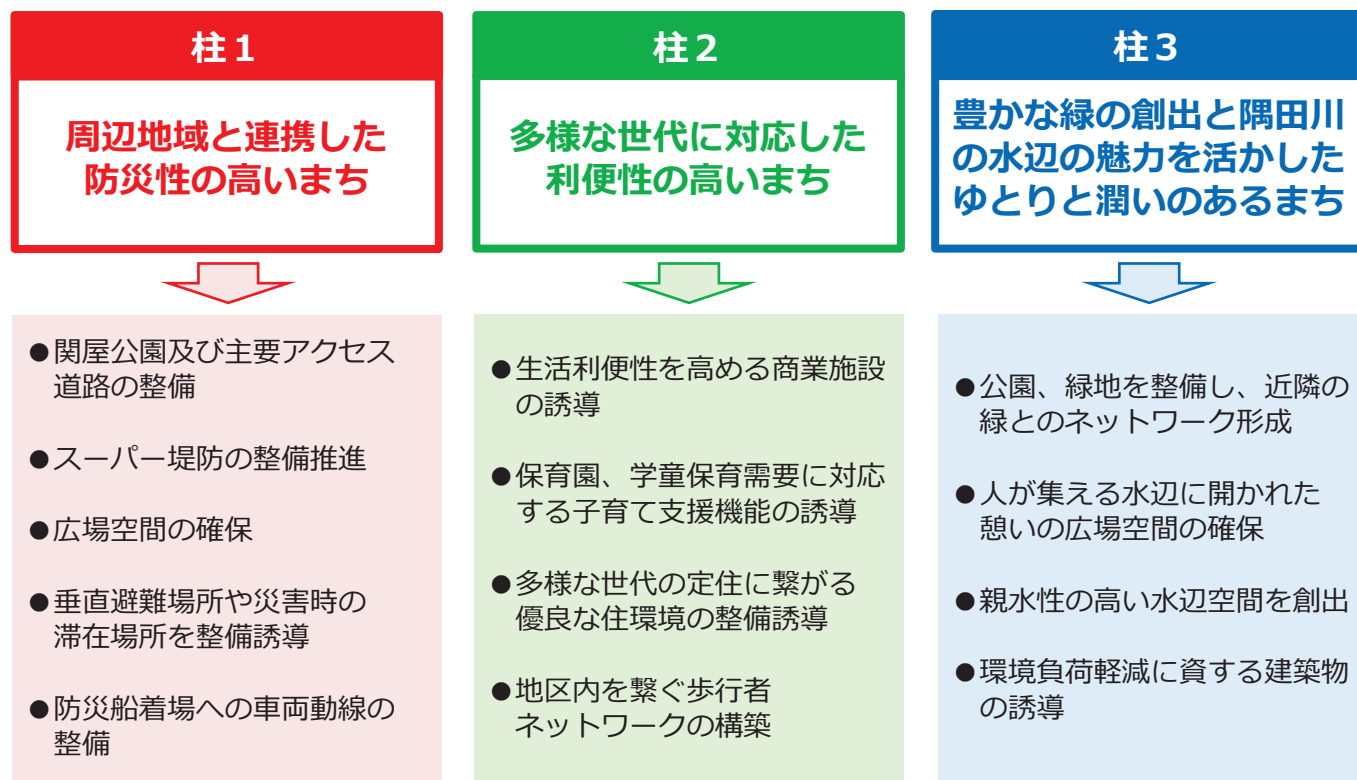 柱1
周辺地域と連携した
防災性の高いまち
●関屋公園及び主要アクセス
道路の整備
●スーパー堤防の整備推進
●広場空間の確保
●垂直避難場所や災害時の
滞在場所を整備誘導
●防災船着場への車両動線の
整備
柱2
多様な世代に対応した
利便性の高いまち
●生活利便性を高める商業施設
の誘導
●保育園、学童保育需要に対応
する子育て支援機能の誘導
●多様な世代の定住に繋がる
優良な住環境の整備誘導
●地区内を繋ぐ歩行者
ネットワークの構築
柱3
豊かな緑の創出と隅田川
の水辺の魅力を活かした
ゆとりと潤いのあるまち
●公園、緑地を整備し、近隣の
緑とのネットワーク形成
●人が集える水辺に開かれた
憩いの広場空間の確保
●親水性の高い水辺空間を創出
●環境負荷軽減に資する建築物
の誘導